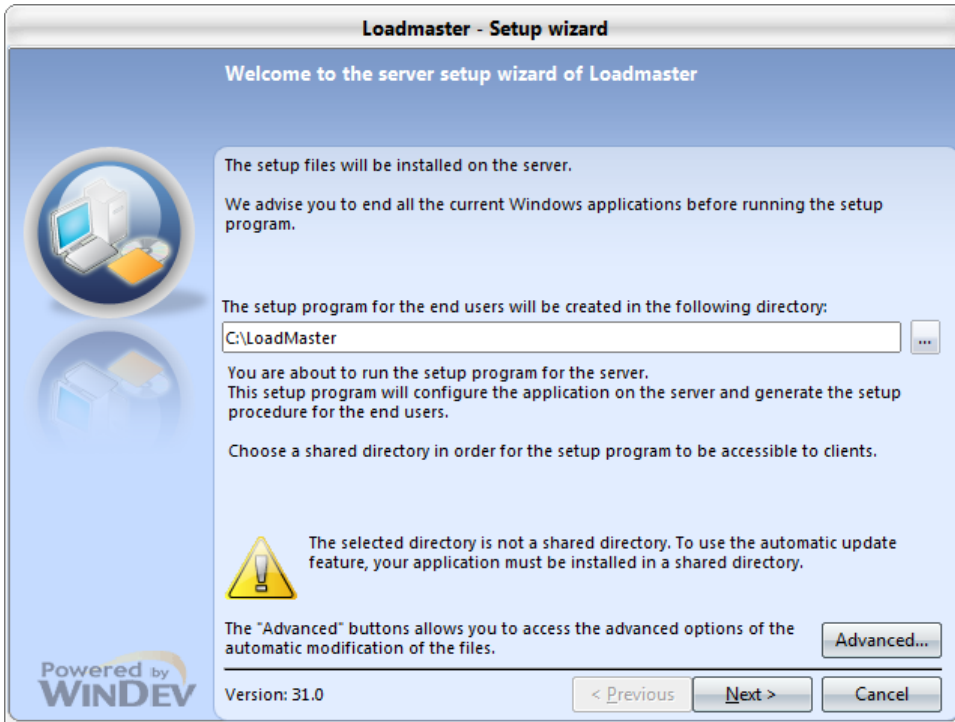 Loadmaster - Setup wizard
Welcome to the server setup wizard of Loadmaster
The setup files will be installed on the server.
We advise you to end all the current Windows applications before running the setup
program.
The setup program for the end users will be created in the following directory:
C:\LoadMaster
...
You are about to run the setup program for the server.
This setup program will configure the application on the server and generate the setup
procedure for the end users.
Choose a shared directory in order for the setup program to be accessible to clients.
The selected directory is not a shared directory. To use the automatic update
feature, your application must be installed in a shared directory.
The "Advanced" buttons allows you to access the advanced options of the
automatic modification of the files.
Advanced...
Powered by
WINDEV
Version: 31.0
< Previous
Next >
Cancel